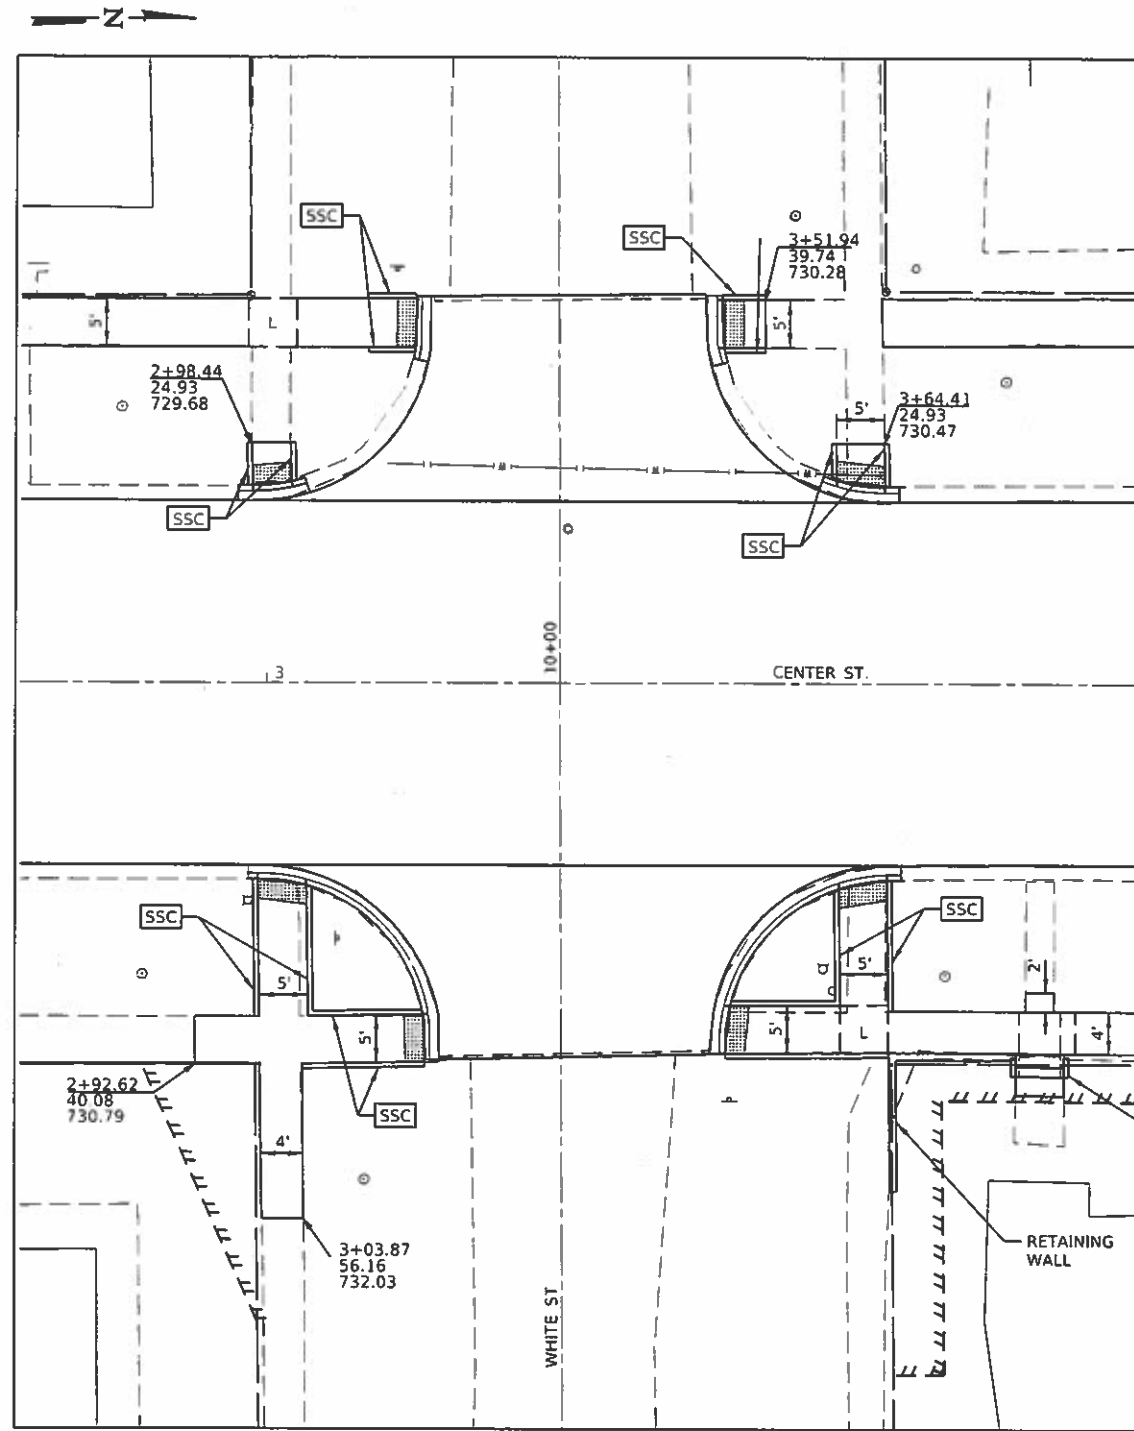 N
SSC
SSC
3+51.94
39.74
730.28
5'
L
5'
2+98.44
24.93
729.68
5'
3+64.41
24.93
730.47
SSC
SSC
10+00
3
CENTER ST.
SSC
SSC
5'
5'
2'
5'
5'
L
4'
2+92.62
40.08
730.79
SSC
4'
3+03.87
56.16
732.03
RETAINING
WALL
WHITE ST